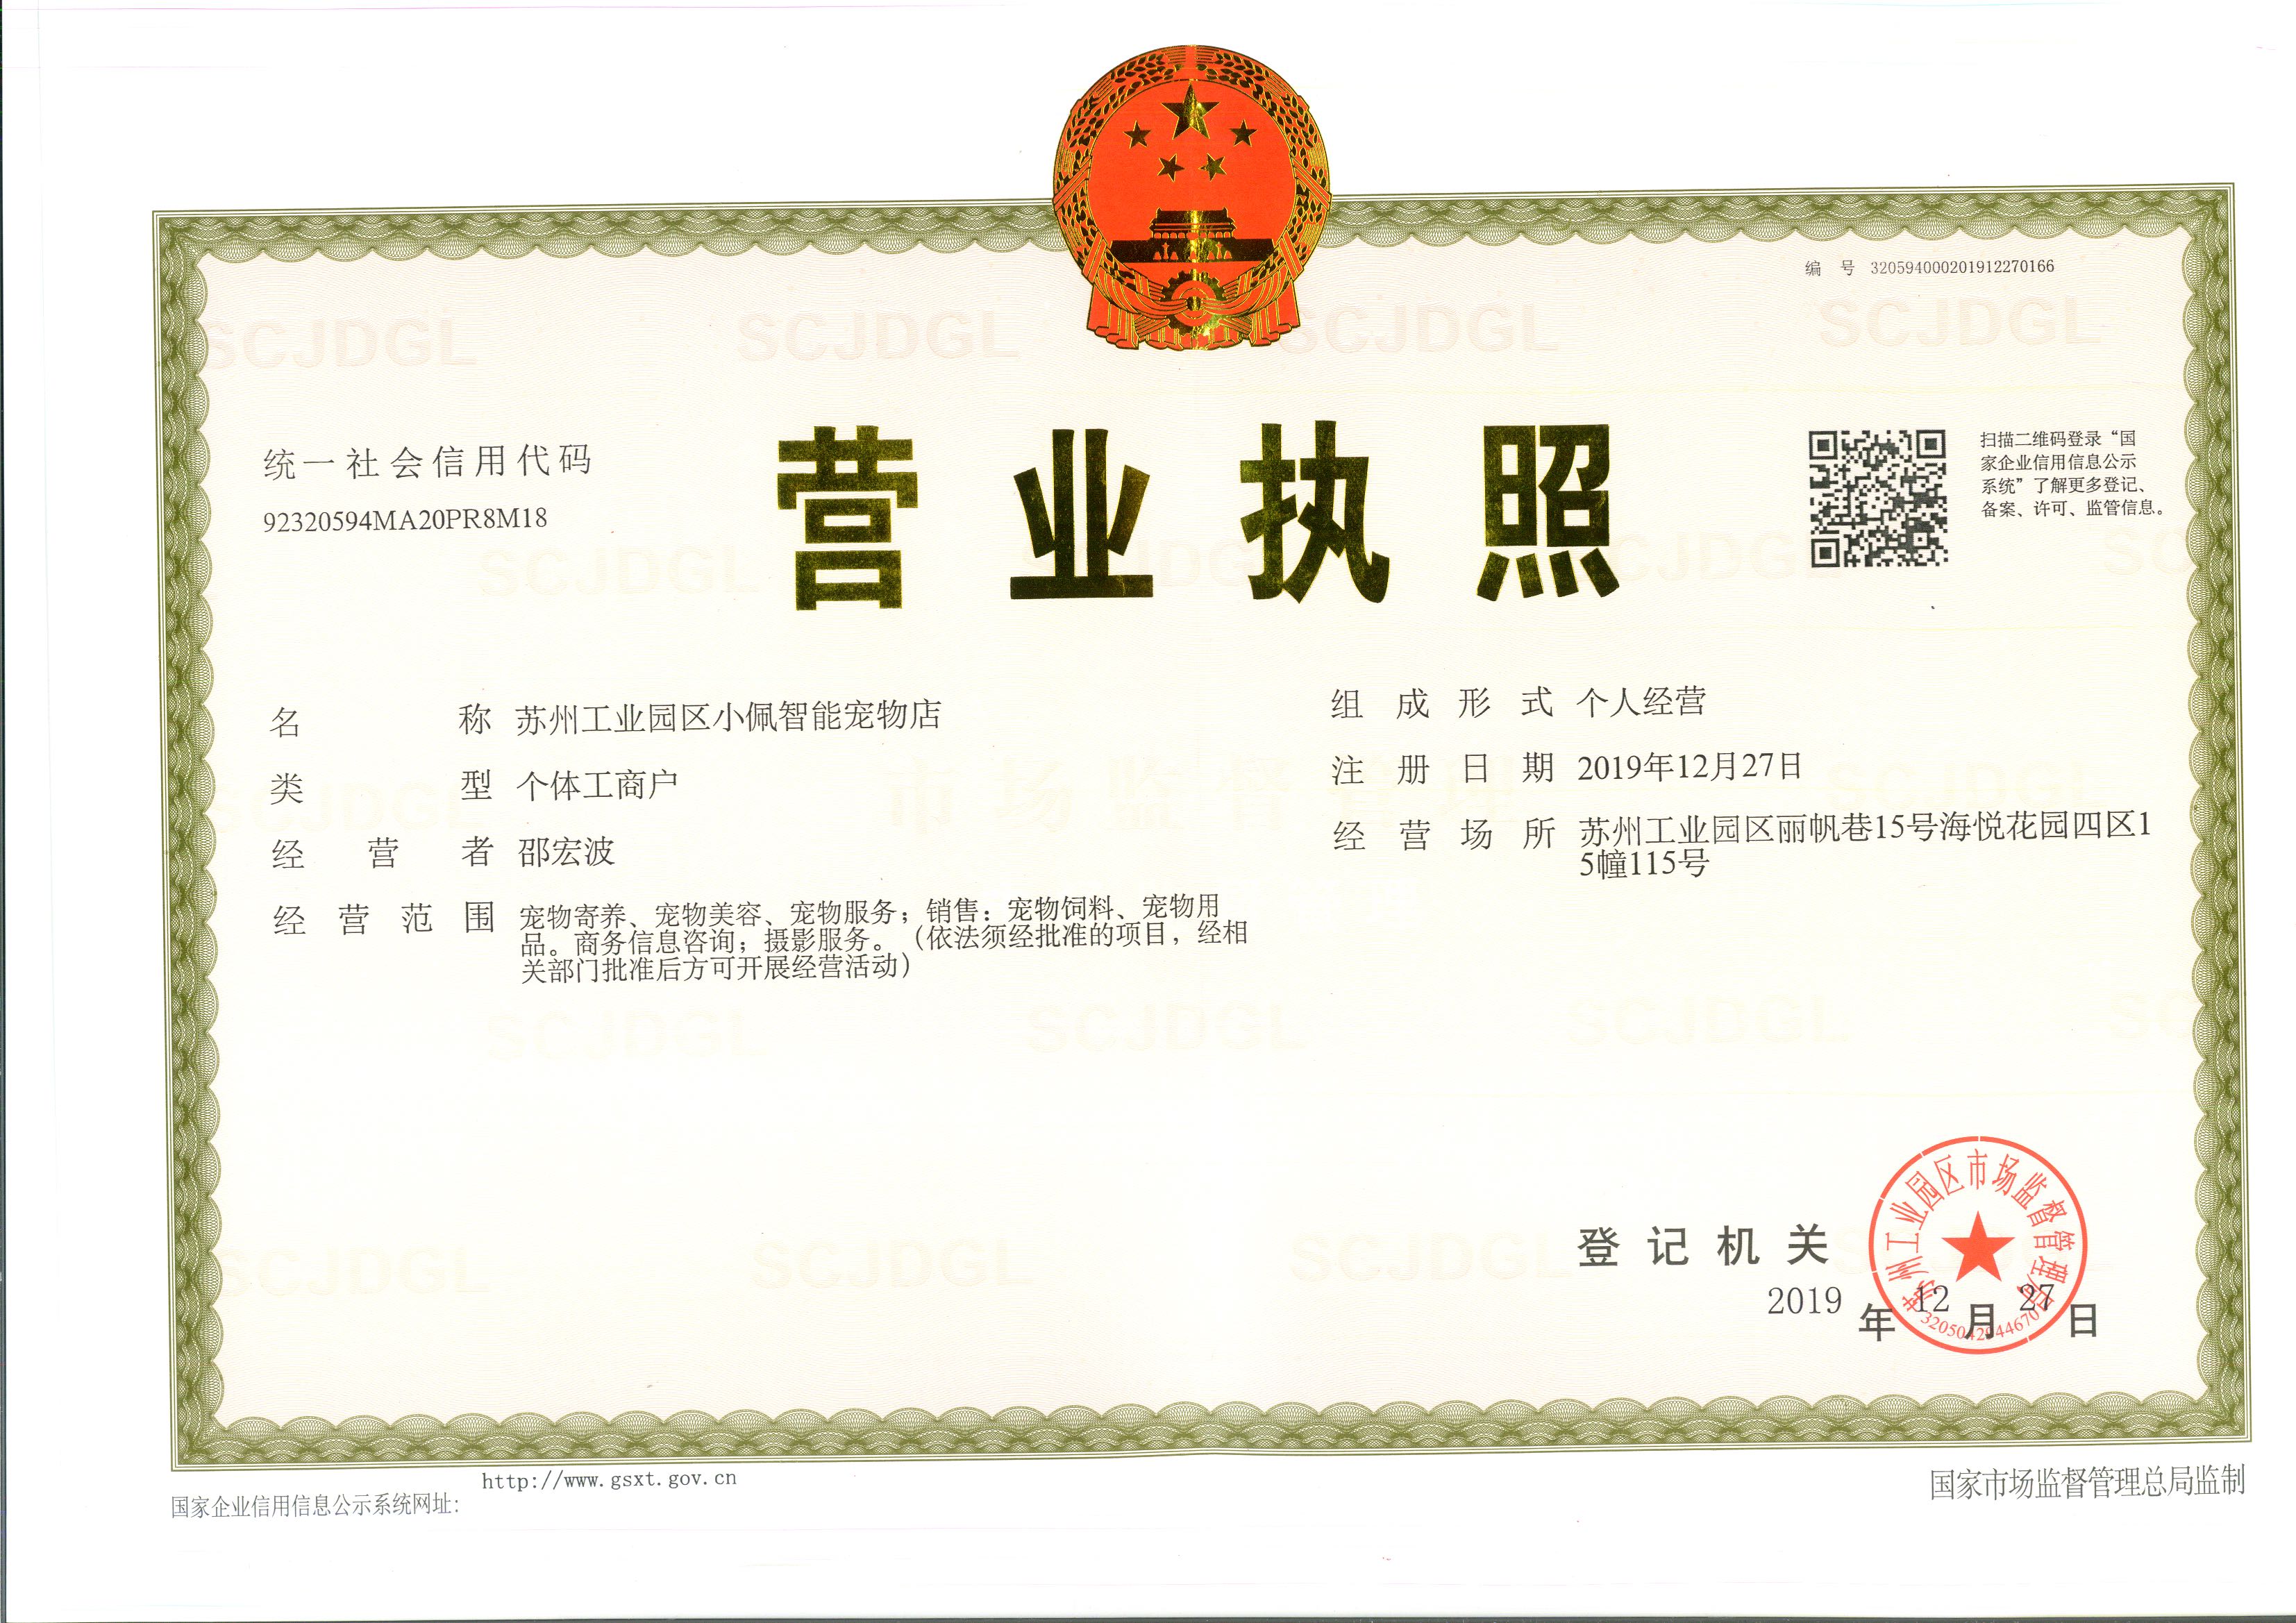 编 号 320594000201912270166
统一社会信用代码
92320594MA20PR8M18
营业执照
扫描二维码登录“国
家企业信用信息公示
系统”了解更多登记、
备案、许可、监管信息。
名 称 苏州工业园区小佩智能宠物店
类 型 个体工商户
经 营 者 邵宏波
经 营 范 围 宠物寄养、宠物美容、宠物服务；销售：宠物饲料、宠物用
品。商务信息咨询；摄影服务。（依法须经批准的项目，经相
关部门批准后方可开展经营活动）
组 成 形 式 个人经营
注 册 日 期 2019年12月27日
经 营 场 所 苏州工业园区丽帆巷15号海悦花园四区1
5幢115号
市场监督管理
SCJDGL
登 记 机 关
2019 年 12 月 27 日
苏州工业园区市场监督管理局
国家企业信用信息公示系统网址：
http://www.gsxt.gov.cn
国家市场监督管理总局监制